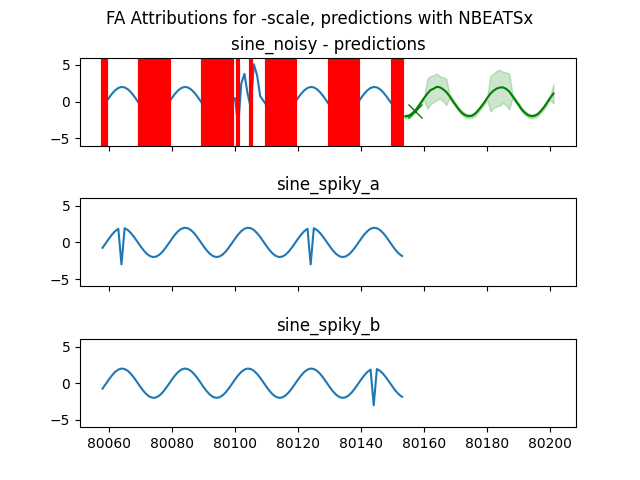 FA Attributions for -scale, predictions with NBEATSx
sine_noisy - predictions
5
0
−5
sine_spiky_a
5
0
−5
sine_spiky_b
5
0
−5
80060 80080 80100 80120 80140 80160 80180 80200